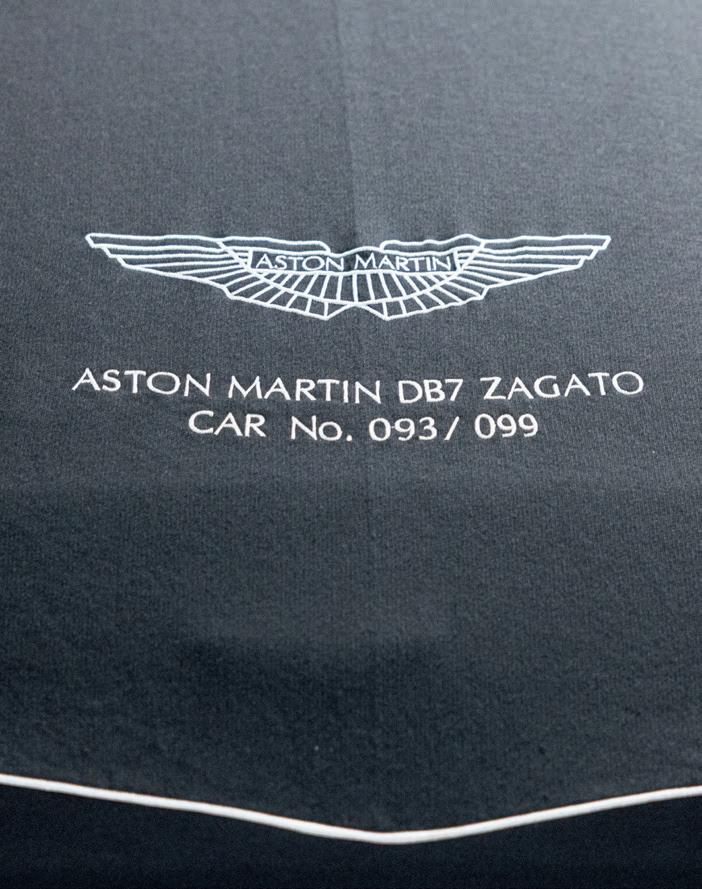 ASTON MARTIN
ASTON MARTIN DB7 ZAGATO
CAR No. 093/ 099